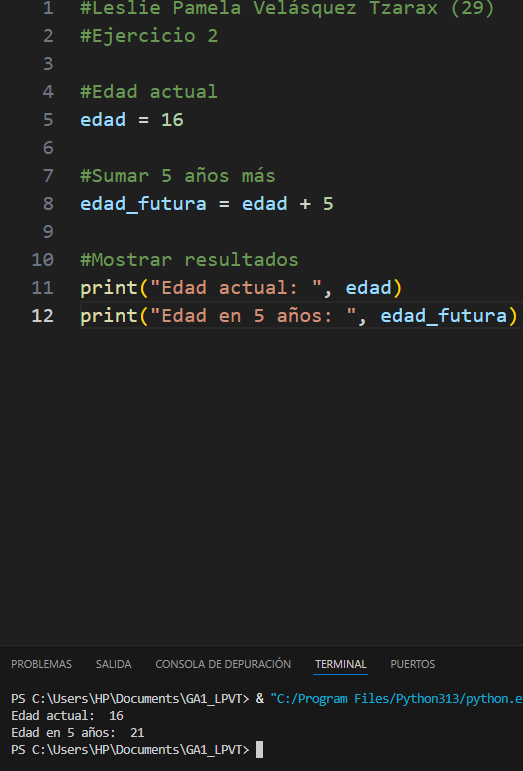 1 #Leslie Pamela Velásquez Tzarax (29)
2 #Ejercicio 2
3
4 #Edad actual
5 edad = 16
6
7 #Sumar 5 años más
8 edad_futura = edad + 5
9
10 #Mostrar resultados
11 print("Edad actual: ", edad)
12 print("Edad en 5 años: ", edad_futura)
PROBLEMAS SALIDA CONSOLA DE DEPURACIÓN TERMINAL PUERTOS
PS C:\Users\HP\Documents\GA1_LPVT> & "C:/Program Files/Python313/python.e
Edad actual:  16
Edad en 5 años:  21
PS C:\Users\HP\Documents\GA1_LPVT>